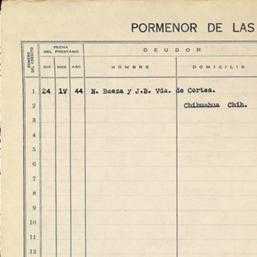 PORMENOR DE LAS
NUMERO DEL CREDITO FECHA DEL PRESTAMO DEUDOR
DIA MES AÑO NOMBRE DOMICILIO
1 24 IV 44 N. Baeza y J.B. Vda. de Cortes.
2 Chihuahua Chih.
3
4
5
6
7
8
9
10
11
12